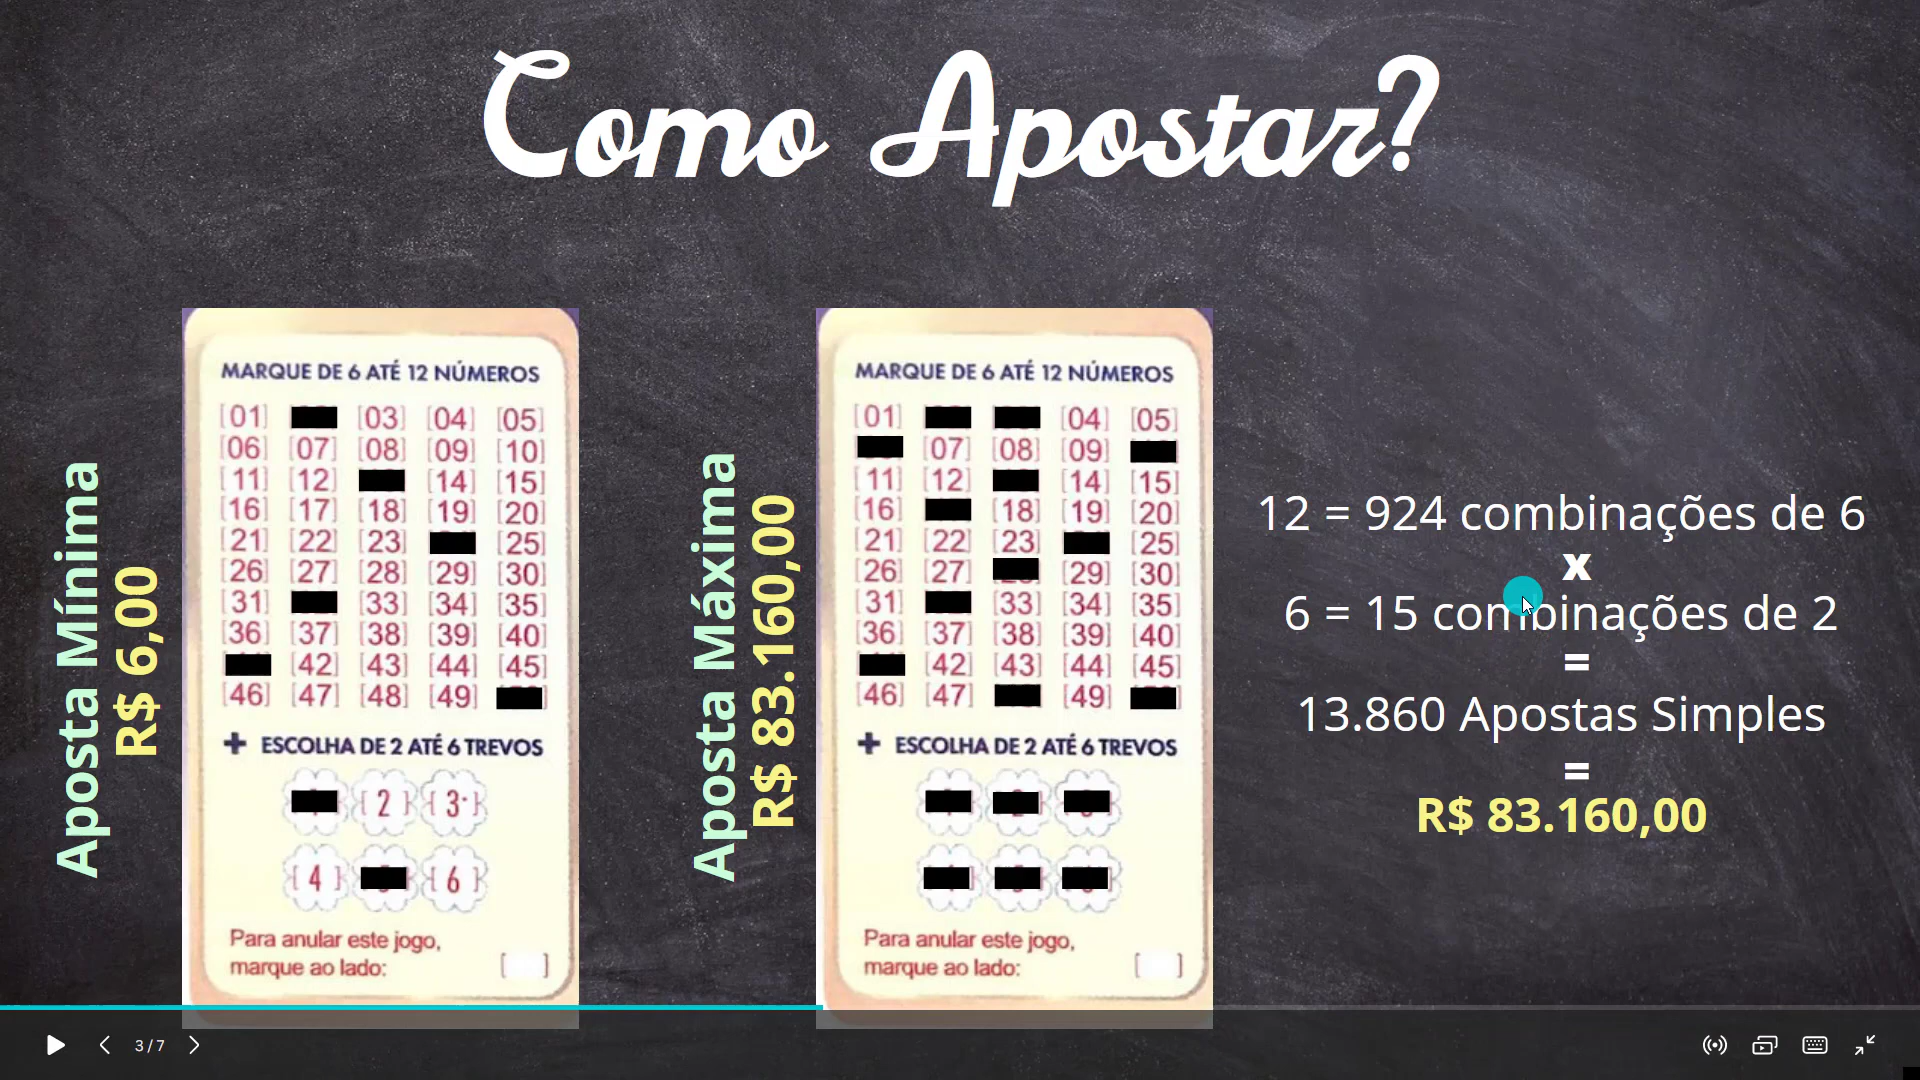 Como Apostar?
Aposta Mínima
R$ 6,00
MARQUE DE 6 ATÉ 12 NÚMEROS
[01] [03] [04] [05]
[06] [07] [08] [09] [10]
[11] [12] [14] [15]
[16] [17] [18] [19] [20]
[21] [22] [23] [25]
[26] [27] [28] [29] [30]
[31] [33] [34] [35]
[36] [37] [38] [39] [40]
[42] [43] [44] [45]
[46] [47] [48] [49]
+ ESCOLHA DE 2 ATÉ 6 TREVOS
[2] [3]
[4] [6]
Para anular este jogo,
marque ao lado: [ ]
Aposta Máxima
R$ 83.160,00
MARQUE DE 6 ATÉ 12 NÚMEROS
[01] [04] [05]
[07] [08] [09]
[11] [12] [14] [15]
[16] [18] [19] [20]
[21] [22] [23] [25]
[26] [27] [29] [30]
[31] [33] [34] [35]
[36] [37] [38] [39] [40]
[42] [43] [44] [45]
[46] [47] [49]
+ ESCOLHA DE 2 ATÉ 6 TREVOS
Para anular este jogo,
marque ao lado: [ ]
12 = 924 combinações de 6
x
6 = 15 combinações de 2
=
13.860 Apostas Simples
=
R$ 83.160,00
3/7